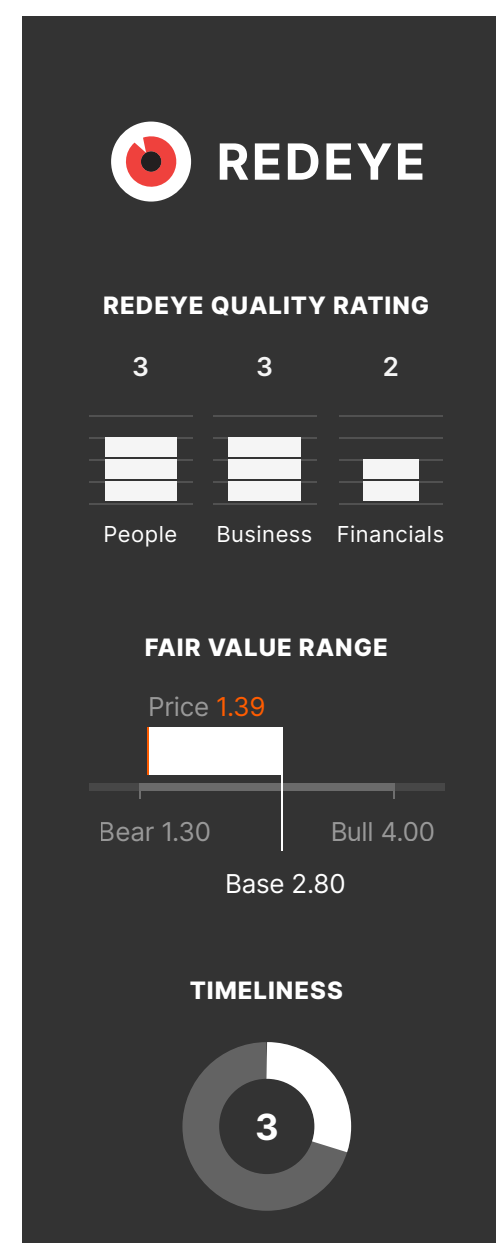 REDEYE
REDEYE QUALITY RATING
3 3 2
People Business Financials
FAIR VALUE RANGE
Price 1.39
Bear 1.30 Bull 4.00
Base 2.80
TIMELINESS
3